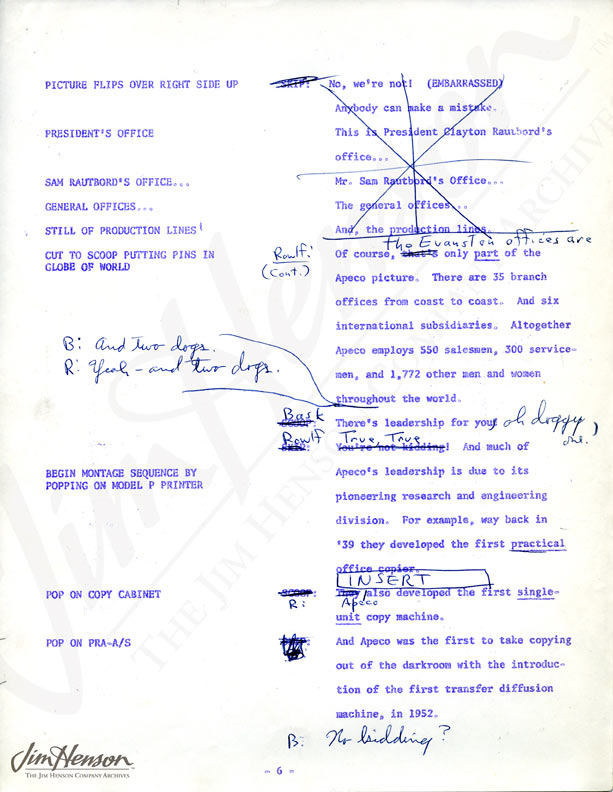 PICTURE FLIPS OVER RIGHT SIDE UP SKIP: No, we're not! (EMBARRASSED)
Anybody can make a mistake.
PRESIDENT'S OFFICE This is President Clayton Rautbord's
office...
SAM RAUTBORD'S OFFICE... Mr. Sam Rautbord's Office...
GENERAL OFFICES... The general offices...
STILL OF PRODUCTION LINES And, the production lines.
the Evanston offices are
CUT TO SCOOP PUTTING PINS IN Rowlf: Of course, that's only part of the
GLOBE OF WORLD (Cont.) Apeco picture. There are 35 branch
offices from coast to coast. And six
international subsidiaries. Altogether
B: And two dogs. Apeco employs 550 salesmen, 300 service-
R: Yeah - and two dogs. men, and 1,772 other men and women
throughout the world.
Bask SCOOP: There's leadership for you, oh doggy one.
Rowlf True, True
SKIP: You're not kidding! And much of
BEGIN MONTAGE SEQUENCE BY Apeco's leadership is due to its
POPPING ON MODEL P PRINTER pioneering research and engineering
division. For example, way back in
'39 they developed the first practical
office copier.
INSERT
POP ON COPY CABINET SCOOP: They also developed the first single-
R: Apeco
unit copy machine.
POP ON PRA-A/S And Apeco was the first to take copying
out of the darkroom with the introduc-
tion of the first transfer diffusion
machine, in 1952.
B: No kidding?
- 6 -
Jim Henson
THE JIM HENSON COMPANY ARCHIVES